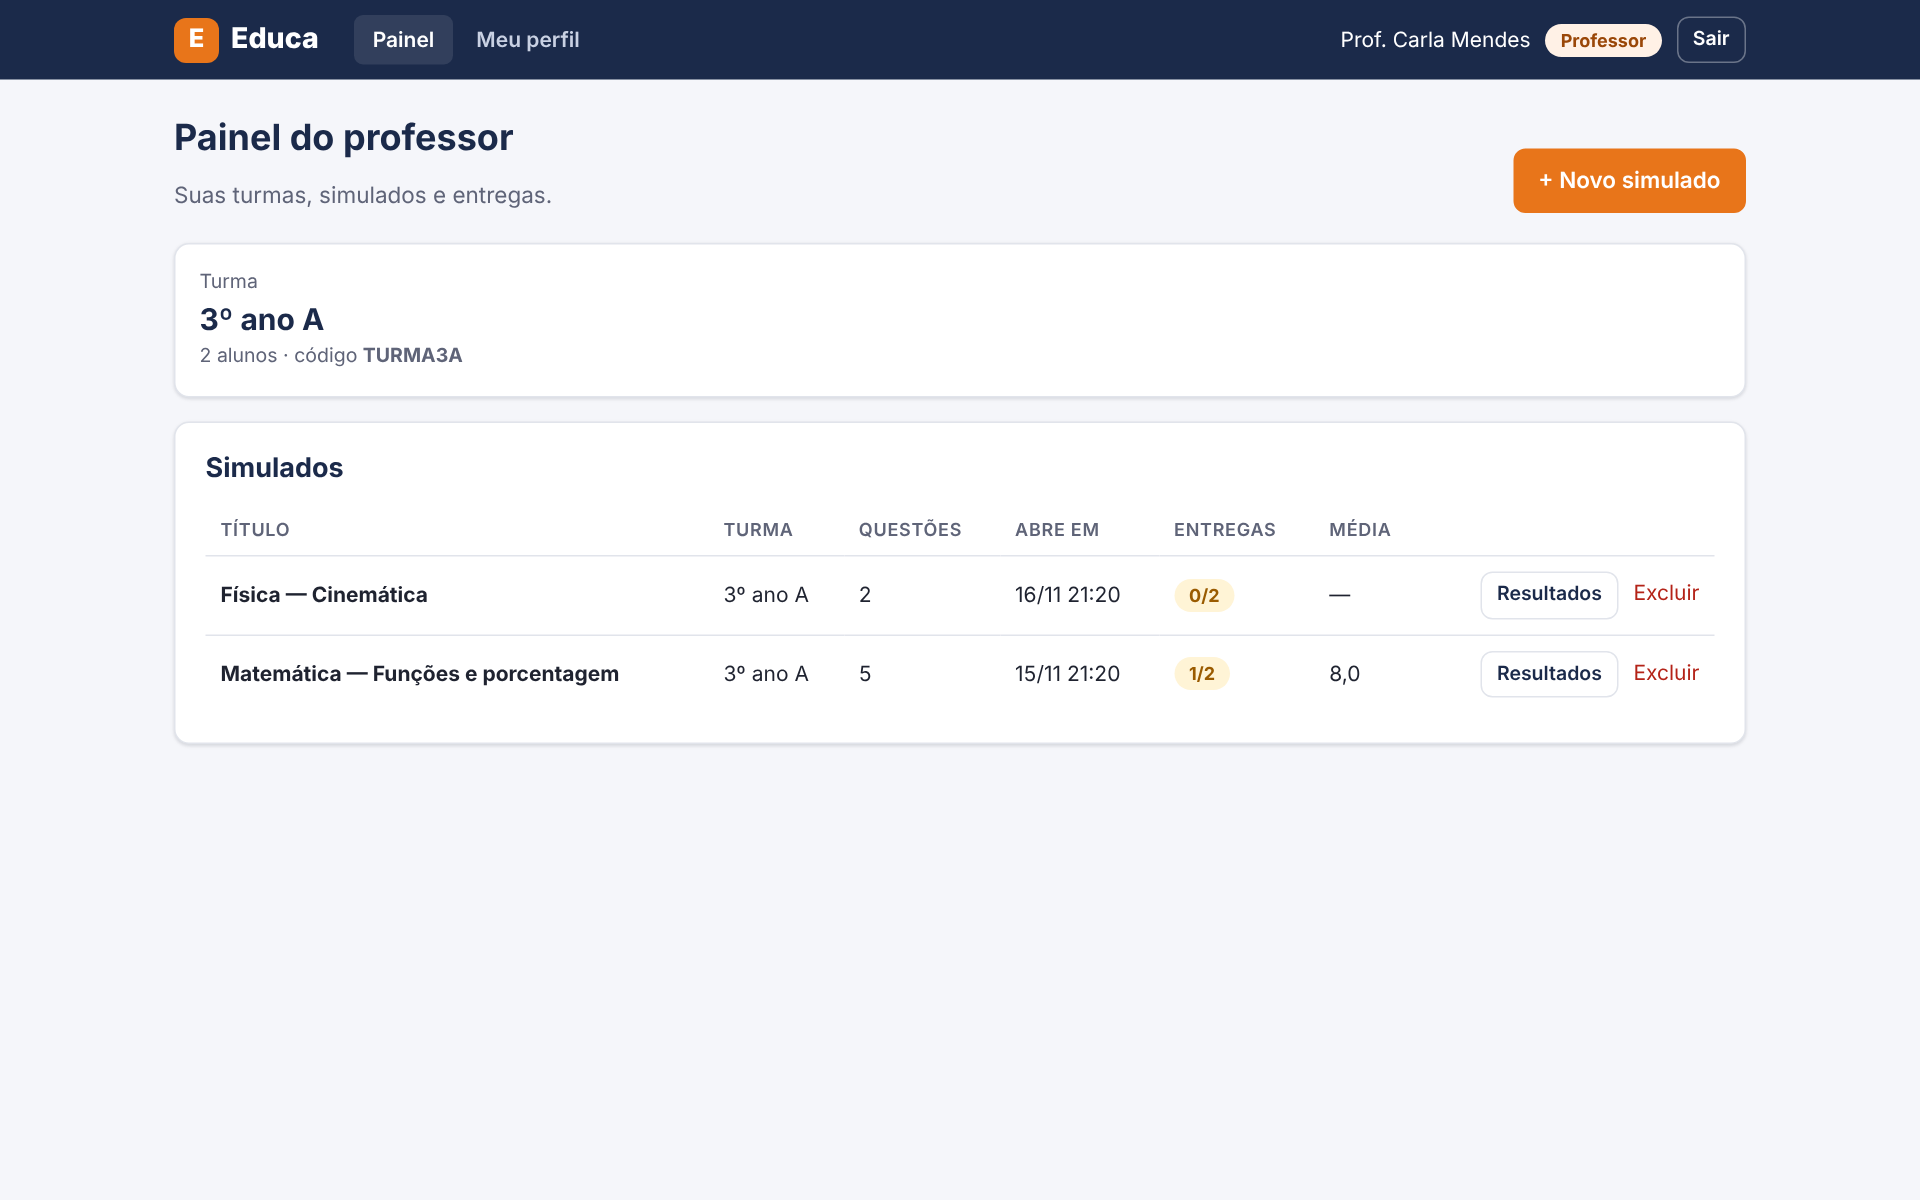 E Educa Painel Meu perfil Prof. Carla Mendes Professor Sair
Painel do professor
Suas turmas, simulados e entregas.
+ Novo simulado
Turma
3º ano A
2 alunos · código TURMA3A
Simulados
TÍTULO TURMA QUESTÕES ABRE EM ENTREGAS MÉDIA
Física — Cinemática 3º ano A 2 16/11 21:20 0/2 — Resultados Excluir
Matemática — Funções e porcentagem 3º ano A 5 15/11 21:20 1/2 8,0 Resultados Excluir